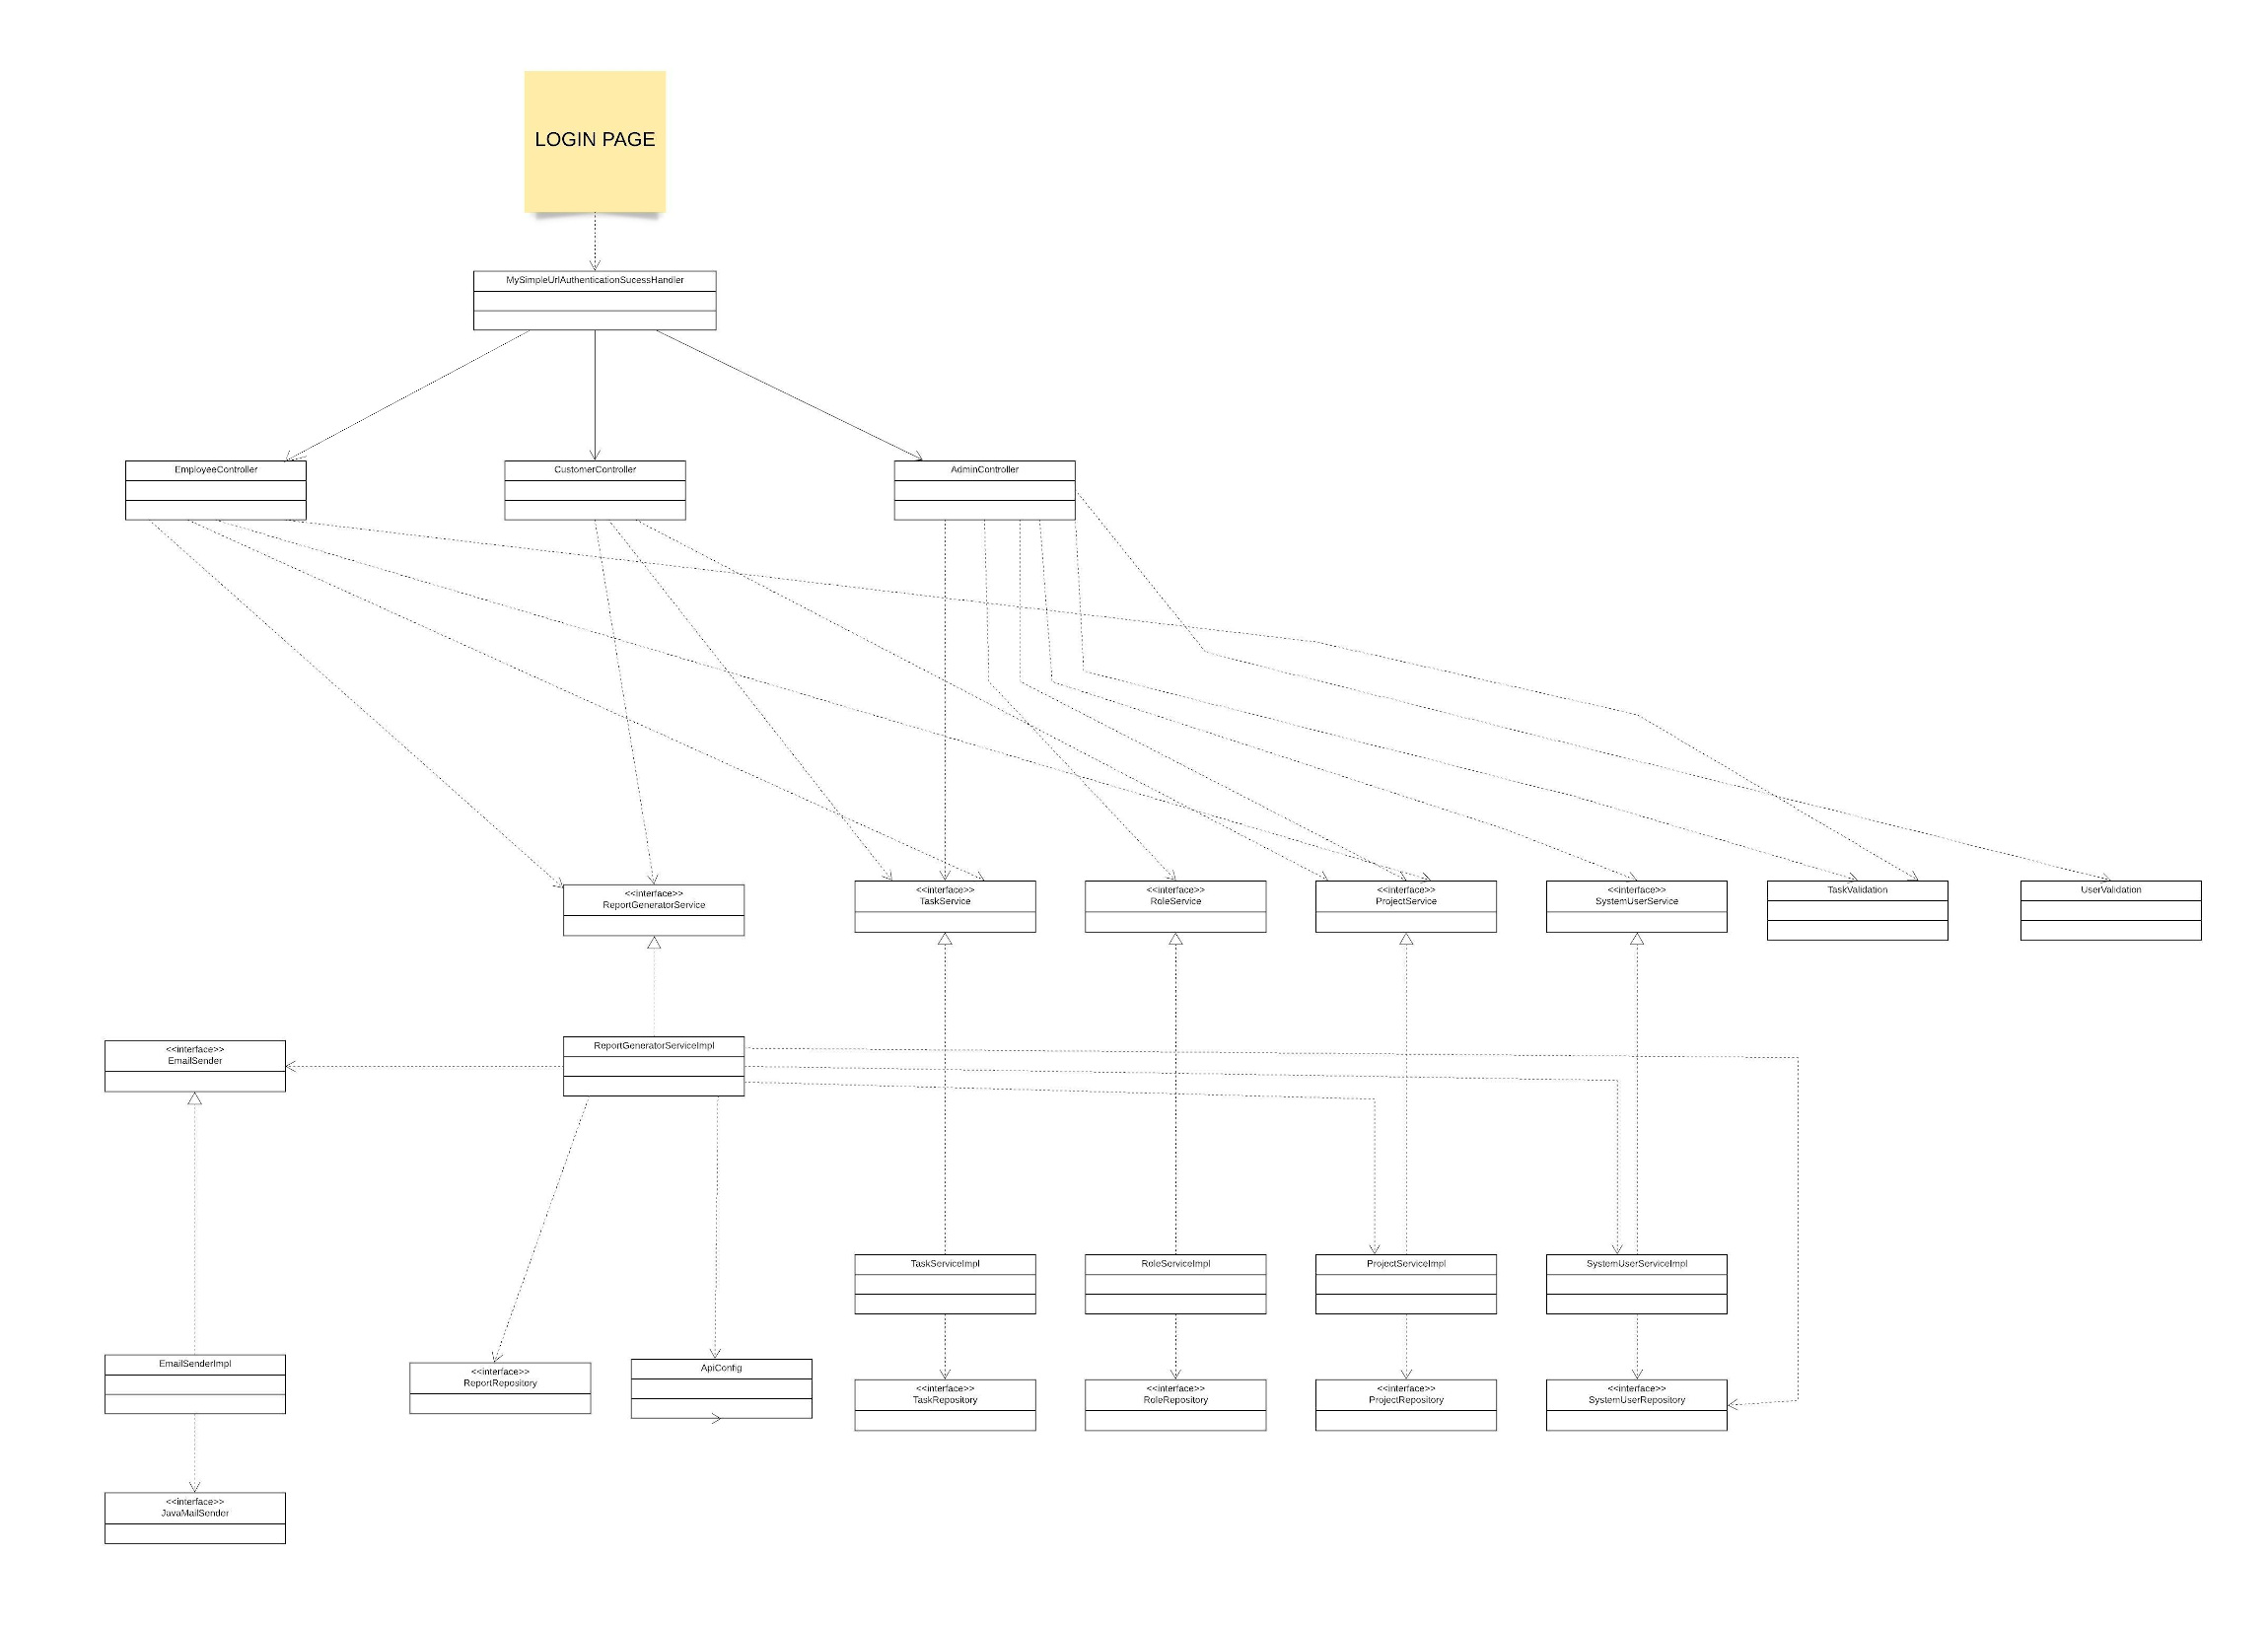 LOGIN PAGE
MySimpleUrlAuthenticationSucessHandler
EmployeeController
CustomerController
AdminController
<<interface>>
ReportGeneratorService
<<interface>>
TaskService
<<interface>>
RoleService
<<interface>>
ProjectService
<<interface>>
SystemUserService
TaskValidation
UserValidation
<<interface>>
EmailSender
ReportGeneratorServiceImpl
TaskServiceImpl
RoleServiceImpl
ProjectServiceImpl
SystemUserServiceImpl
EmailSenderImpl
<<interface>>
ReportRepository
ApiConfig
<<interface>>
TaskRepository
<<interface>>
RoleRepository
<<interface>>
ProjectRepository
<<interface>>
SystemUserRepository
<<interface>>
JavaMailSender